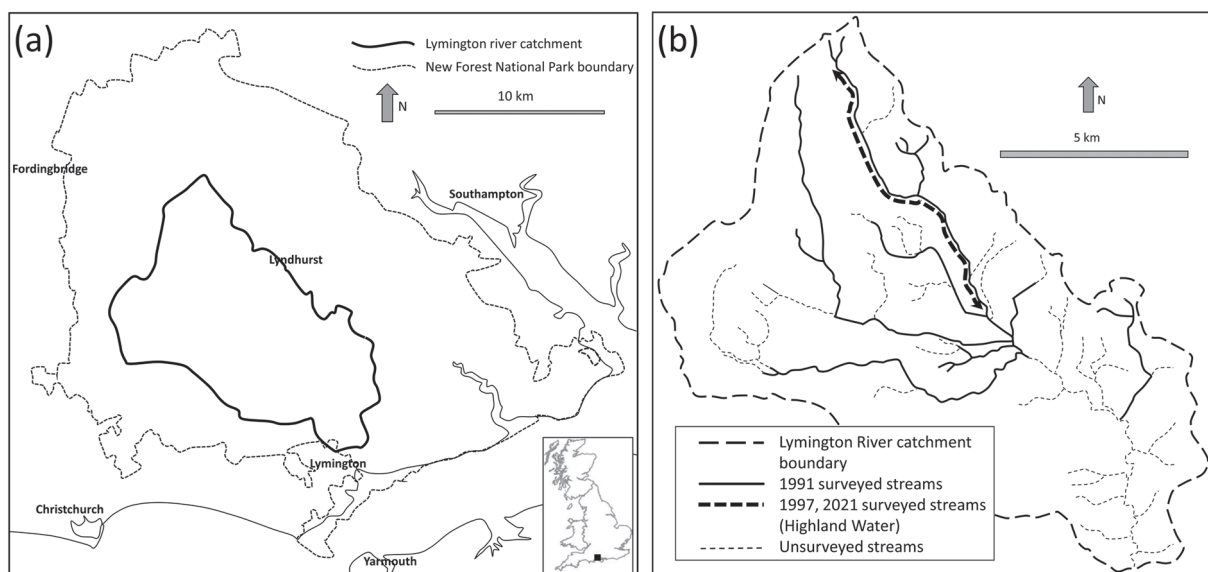 (a)
Lymington river catchment
New Forest National Park boundary
N
10 km
Fordingbridge
Southampton
Lyndhurst
Lymington
Christchurch
Yarmouth
(b)
N
5 km
Lymington River catchment
boundary
1991 surveyed streams
1997, 2021 surveyed streams
(Highland Water)
Unsurveyed streams